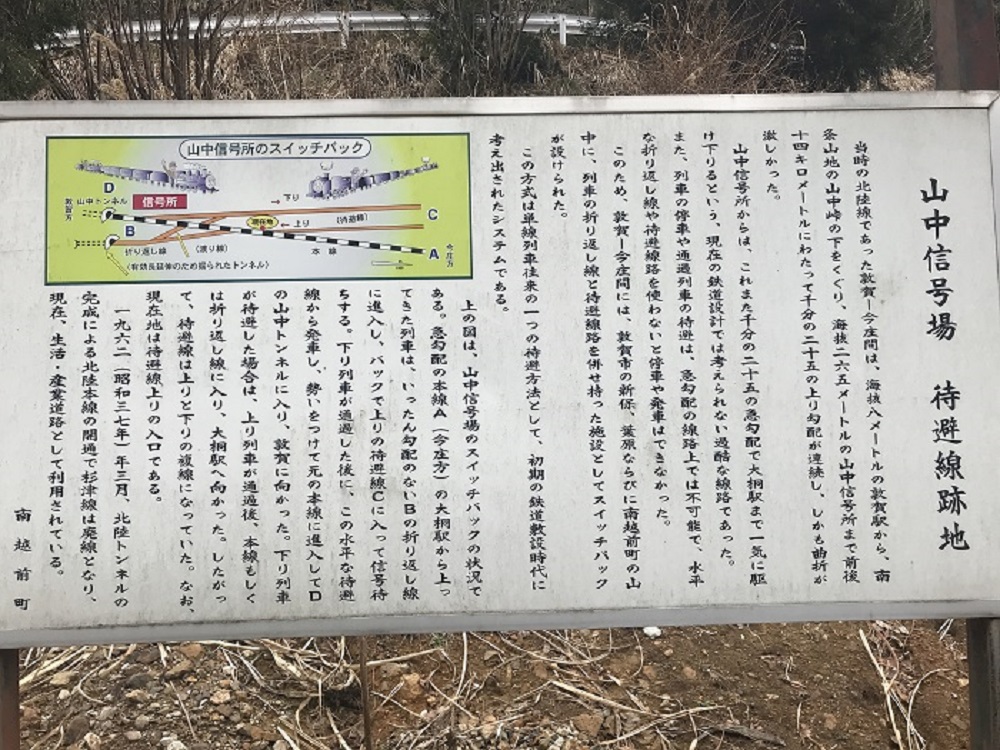 山中信号場　待避線跡地
当時の北陸線であった敦賀ー今庄間は、海抜八メートルの敦賀駅から、南
条山地の山中峠の下をくぐり、海抜二六五メートルの山中信号所まで前後
十四キロメートルにわたって千分の二十五の上り勾配が連続し、しかも曲折が
激しかった。
山中信号所からは、これまた千分の二十五の急勾配で大桐駅まで一気に駆
け下りるという、現在の鉄道設計では考えられない過酷な線路であった。
また、列車の停車や通過列車の待避は、急勾配の線路上では不可能で、水平
な折り返し線や待避線路を使わないと停車や発車はできなかった。
このため、敦賀ー今庄間には、敦賀市の新保、葉原ならびに南越前町の山
中に、列車の折り返し線と待避線路を併せ持った施設としてスイッチバック
が設けられた。
この方式は単線列車往来の一つの待避方法として、初期の鉄道敷設時代に
考え出されたシステムである。
山中信号所のスイッチバック
D
敦賀方
山中トンネル
信号所
→下り
現在地
←上り
(待避線)
C
B
折り返し線
(渡り線)
本線
A
今庄方
〈有効長延伸のため掘られたトンネル〉
上の図は、山中信号場のスイッチバックの状況で
ある。急勾配の本線A（今庄方）の大桐駅から上っ
てきた列車は、いったん勾配のないBの折り返し線
に進入し、バックで上りの待避線Cに入って信号待
ちする。下り列車が通過した後に、この水平な待避
線から発車し、勢いをつけて元の本線に進入してD
の山中トンネルに入り、敦賀に向かった。下り列車
が待避した場合は、上り列車が通過後、本線もしく
は折り返し線に入り、大桐駅へ向かった。したがっ
て、待避線は上りと下りの複線になっていた。なお、
現在地は待避線上りの入口である。
一九六二（昭和三七年）年三月、北陸トンネルの
完成による北陸本線の開通で杉津線は廃線となり、
現在、生活・産業道路として利用されている。
南越前町